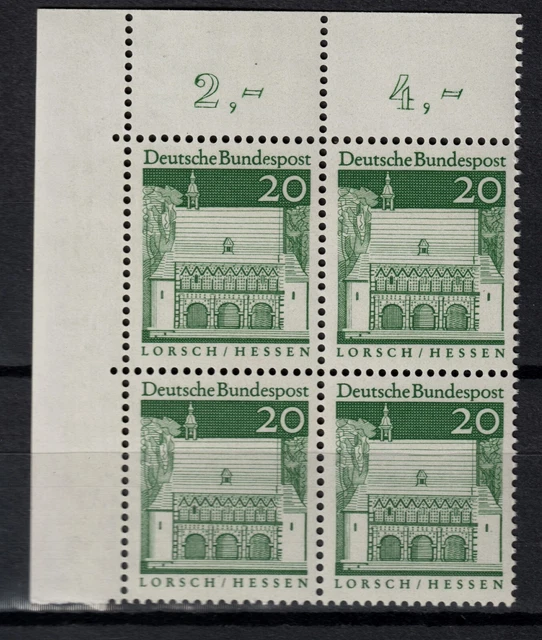 2,- 4,-
Deutsche Bundespost Deutsche Bundespost
20 20
LORSCH/HESSEN LORSCH/HESSEN
Deutsche Bundespost Deutsche Bundespost
20 20
LORSCH/HESSEN LORSCH/HESSEN